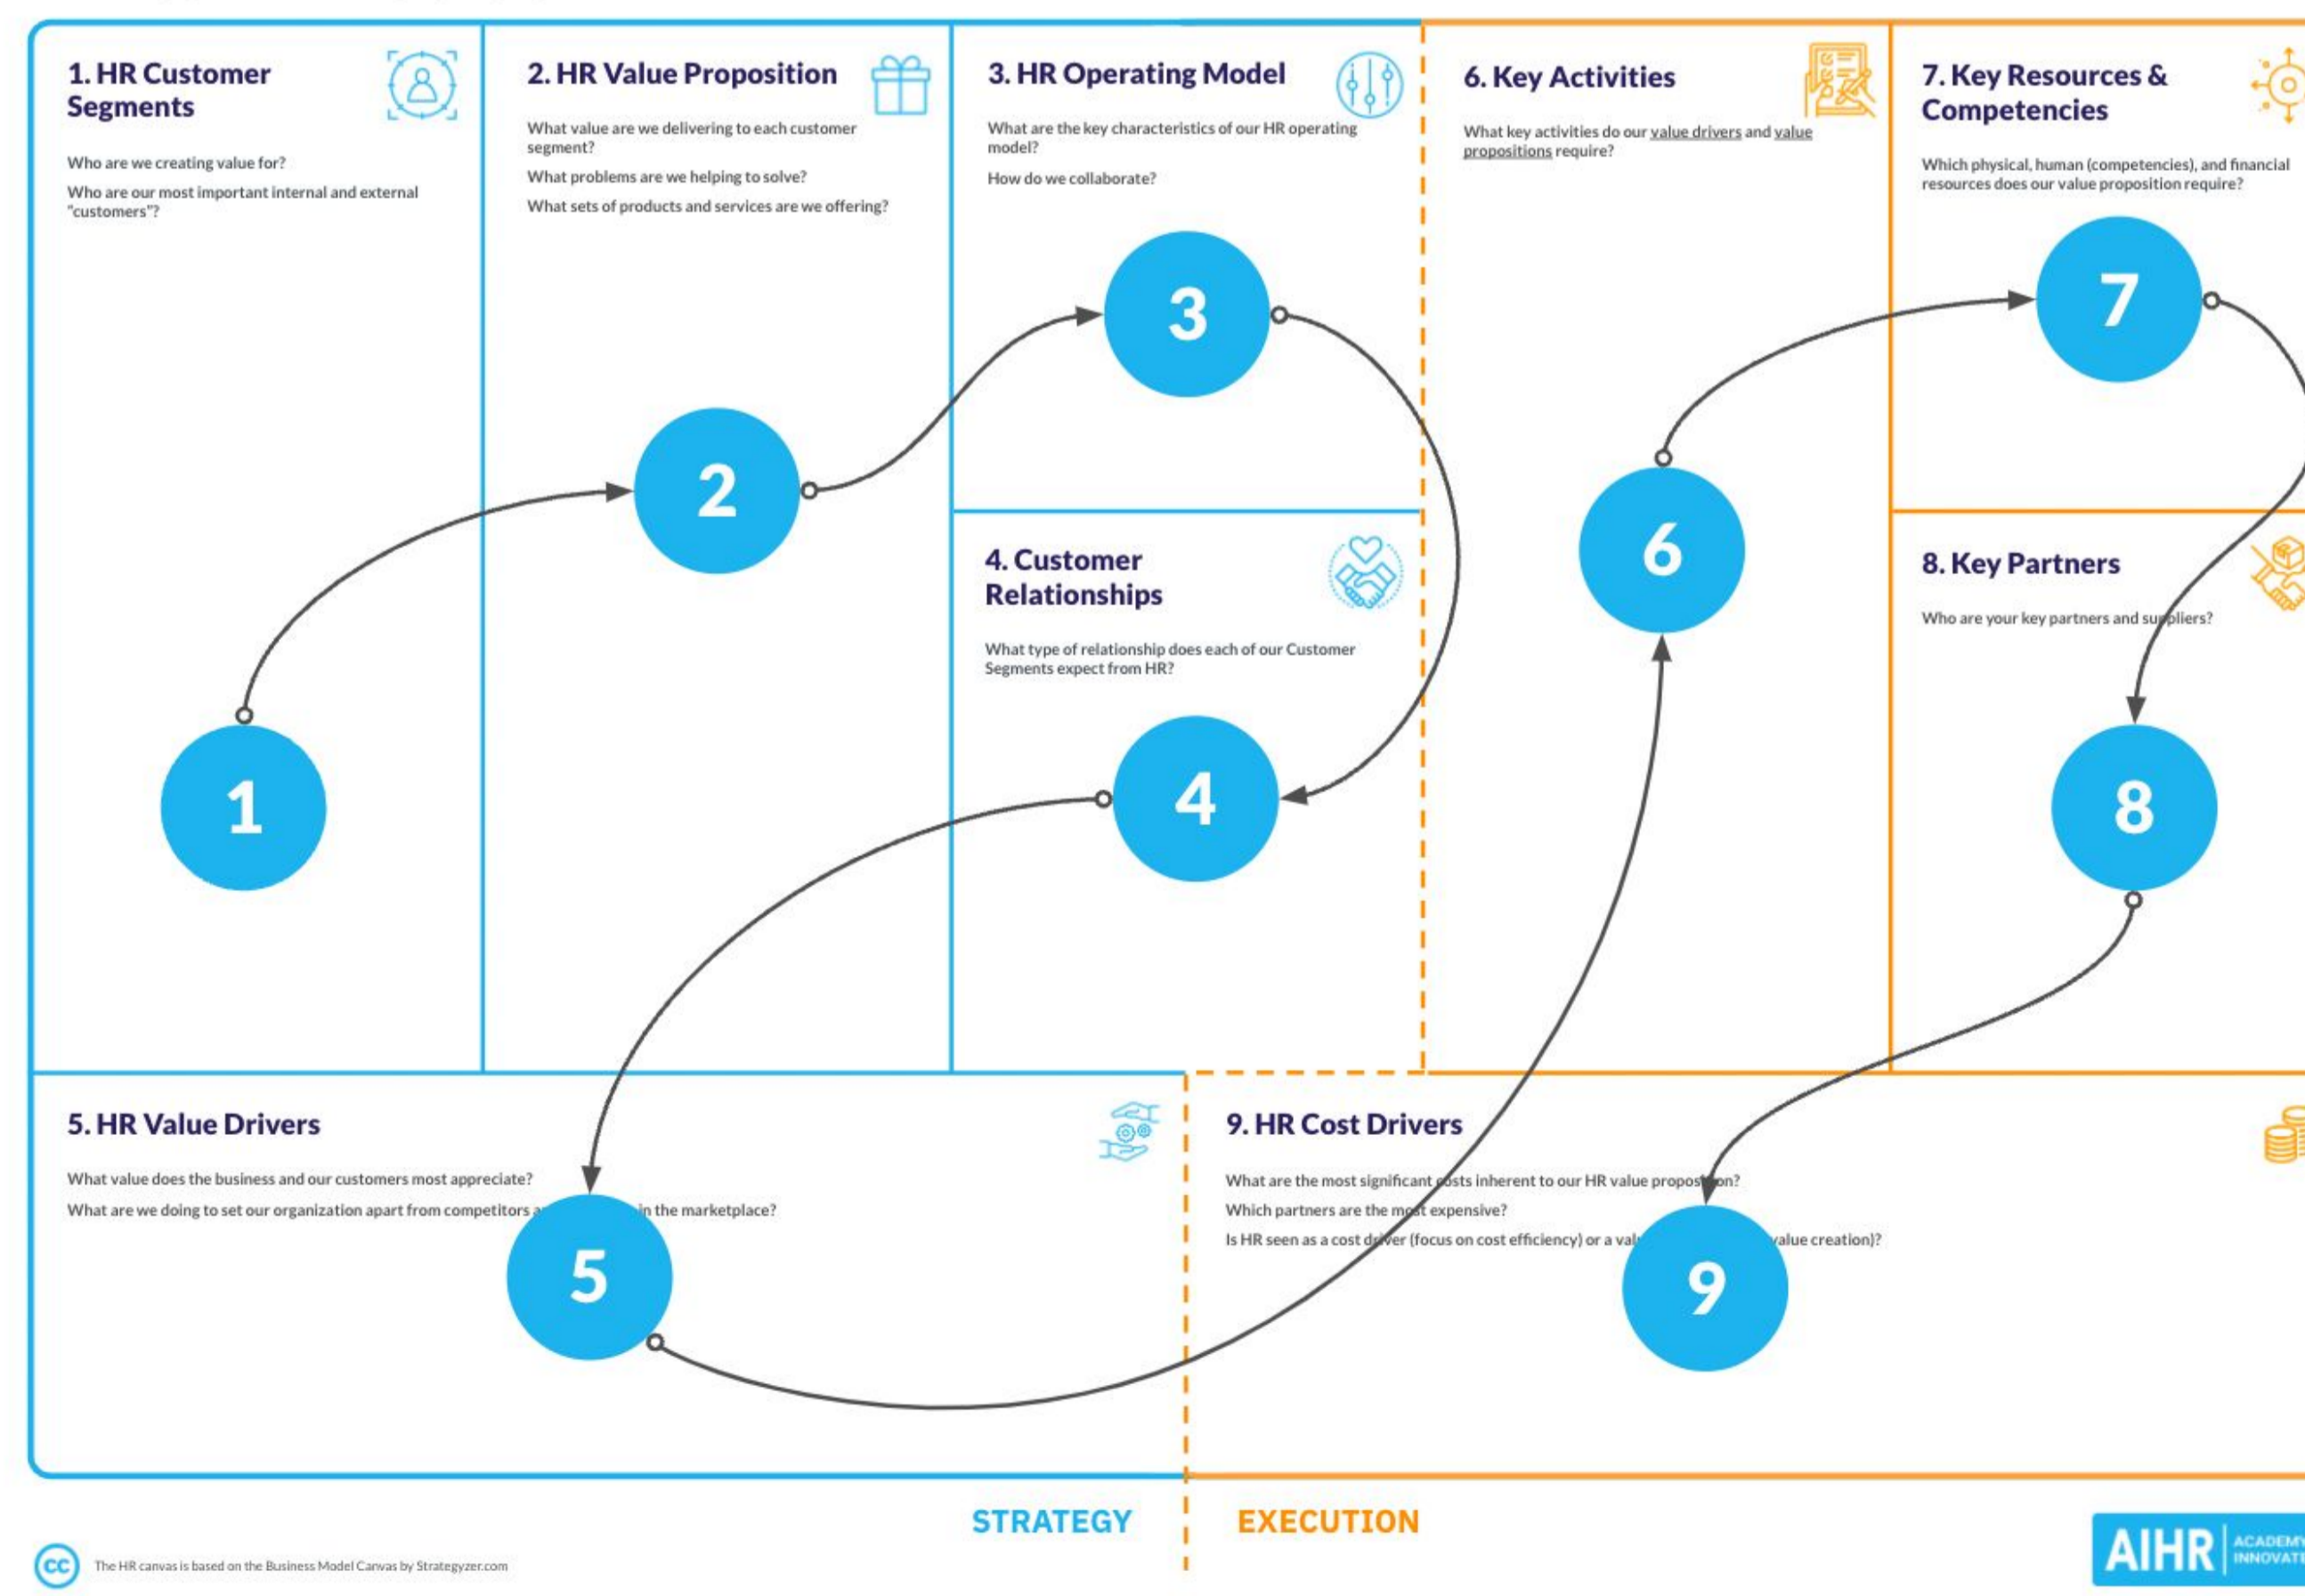 1. HR Customer
Segments
Who are we creating value for?
Who are our most important internal and external
"customers"?
1
2. HR Value Proposition
What value are we delivering to each customer
segment?
What problems are we helping to solve?
What sets of products and services are we offering?
2
3. HR Operating Model
What are the key characteristics of our HR operating
model?
How do we collaborate?
3
4. Customer
Relationships
What type of relationship does each of our Customer
Segments expect from HR?
4
5. HR Value Drivers
What value does the business and our customers most appreciate?
What are we doing to set our organization apart from competitors in the marketplace?
5
6. Key Activities
What key activities do our value drivers and value
propositions require?
6
7. Key Resources &
Competencies
Which physical, human (competencies), and financial
resources does our value proposition require?
7
8. Key Partners
Who are your key partners and suppliers?
8
9. HR Cost Drivers
What are the most significant costs inherent to our HR value proposition?
Which partners are the most expensive?
Is HR seen as a cost driver (focus on cost efficiency) or a value creation)?
9
STRATEGY
EXECUTION
cc
The HR canvas is based on the Business Model Canvas by Strategyzer.com
AIHR
ACADEMY